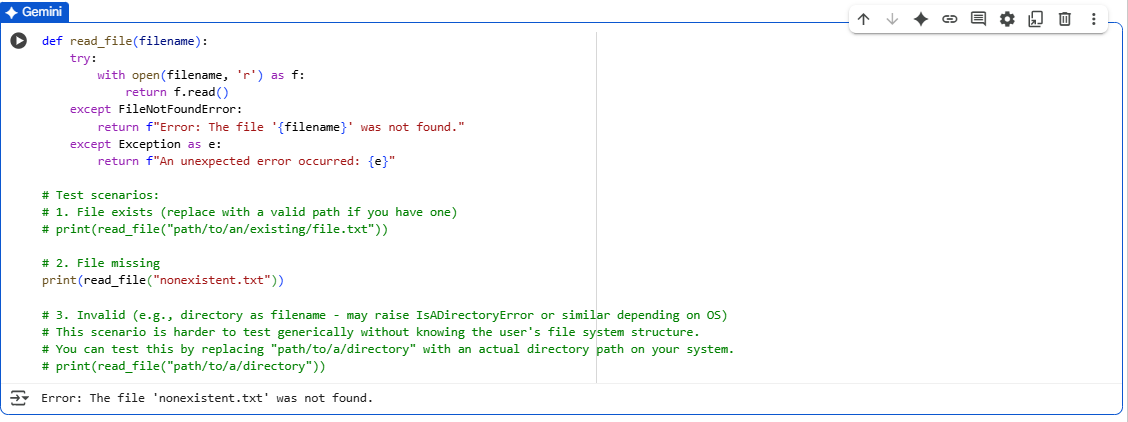 Gemini
def read_file(filename):
    try:
        with open(filename, 'r') as f:
            return f.read()
    except FileNotFoundError:
        return f"Error: The file '{filename}' was not found."
    except Exception as e:
        return f"An unexpected error occurred: {e}"
# Test scenarios:
# 1. File exists (replace with a valid path if you have one)
# print(read_file("path/to/an/existing/file.txt"))
# 2. File missing
print(read_file("nonexistent.txt"))
# 3. Invalid (e.g., directory as filename - may raise IsADirectoryError or similar depending on OS)
# This scenario is harder to test generically without knowing the user's file system structure.
# You can test this by replacing "path/to/a/directory" with an actual directory path on your system.
# print(read_file("path/to/a/directory"))
Error: The file 'nonexistent.txt' was not found.